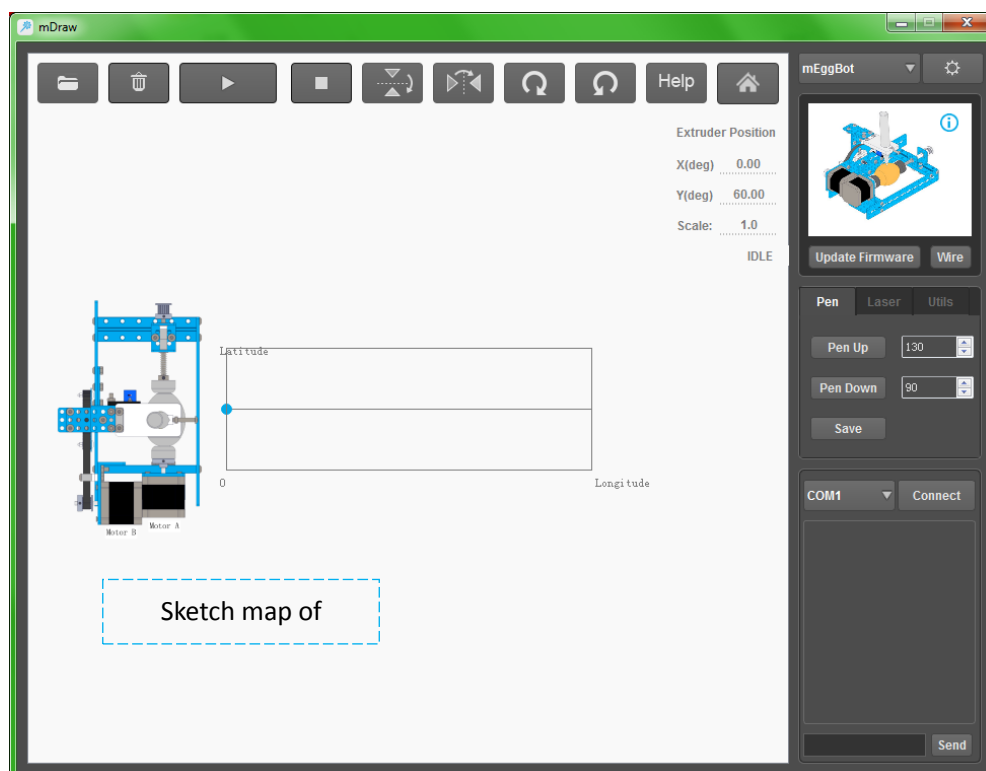 mDraw
Help
mEggBot
Extruder Position
X(deg) 0.00
Y(deg) 60.00
Scale: 1.0
IDLE
Update Firmware Wire
Pen Laser Utils
Pen Up 130
Pen Down 90
Save
Latitude
0 Longitude
Motor B Motor A
COM1 Connect
Sketch map of
Send